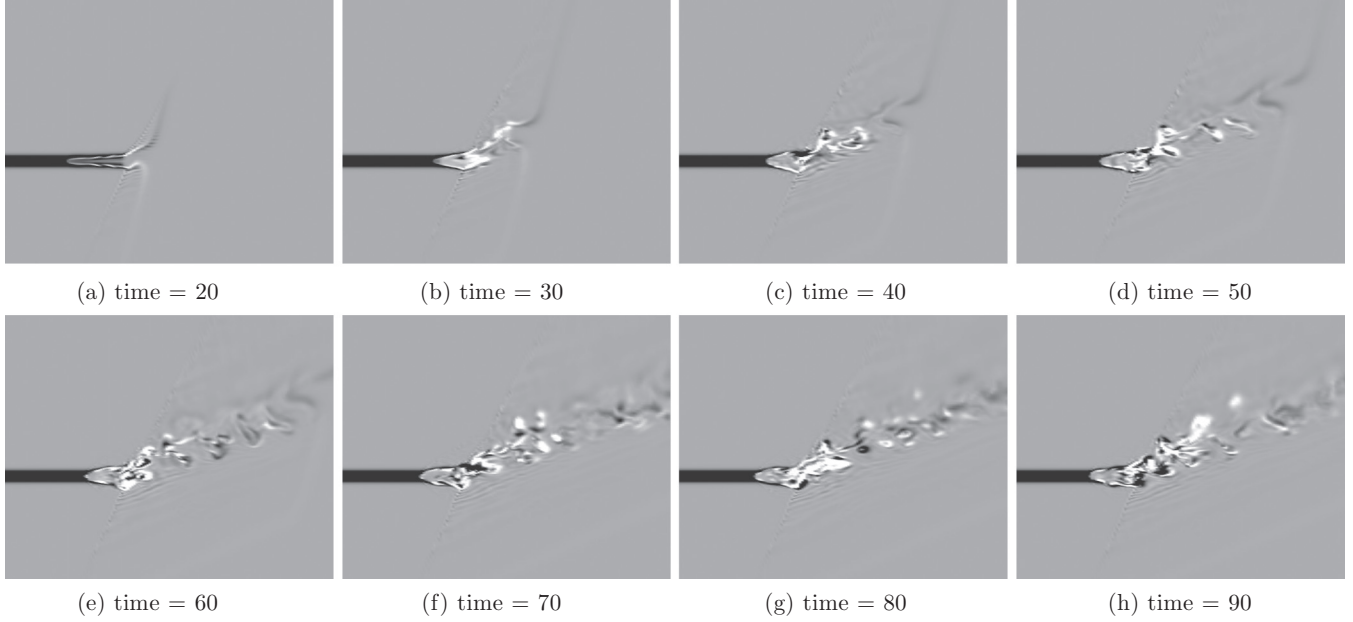 (a) time = 20
(b) time = 30
(c) time = 40
(d) time = 50
(e) time = 60
(f) time = 70
(g) time = 80
(h) time = 90